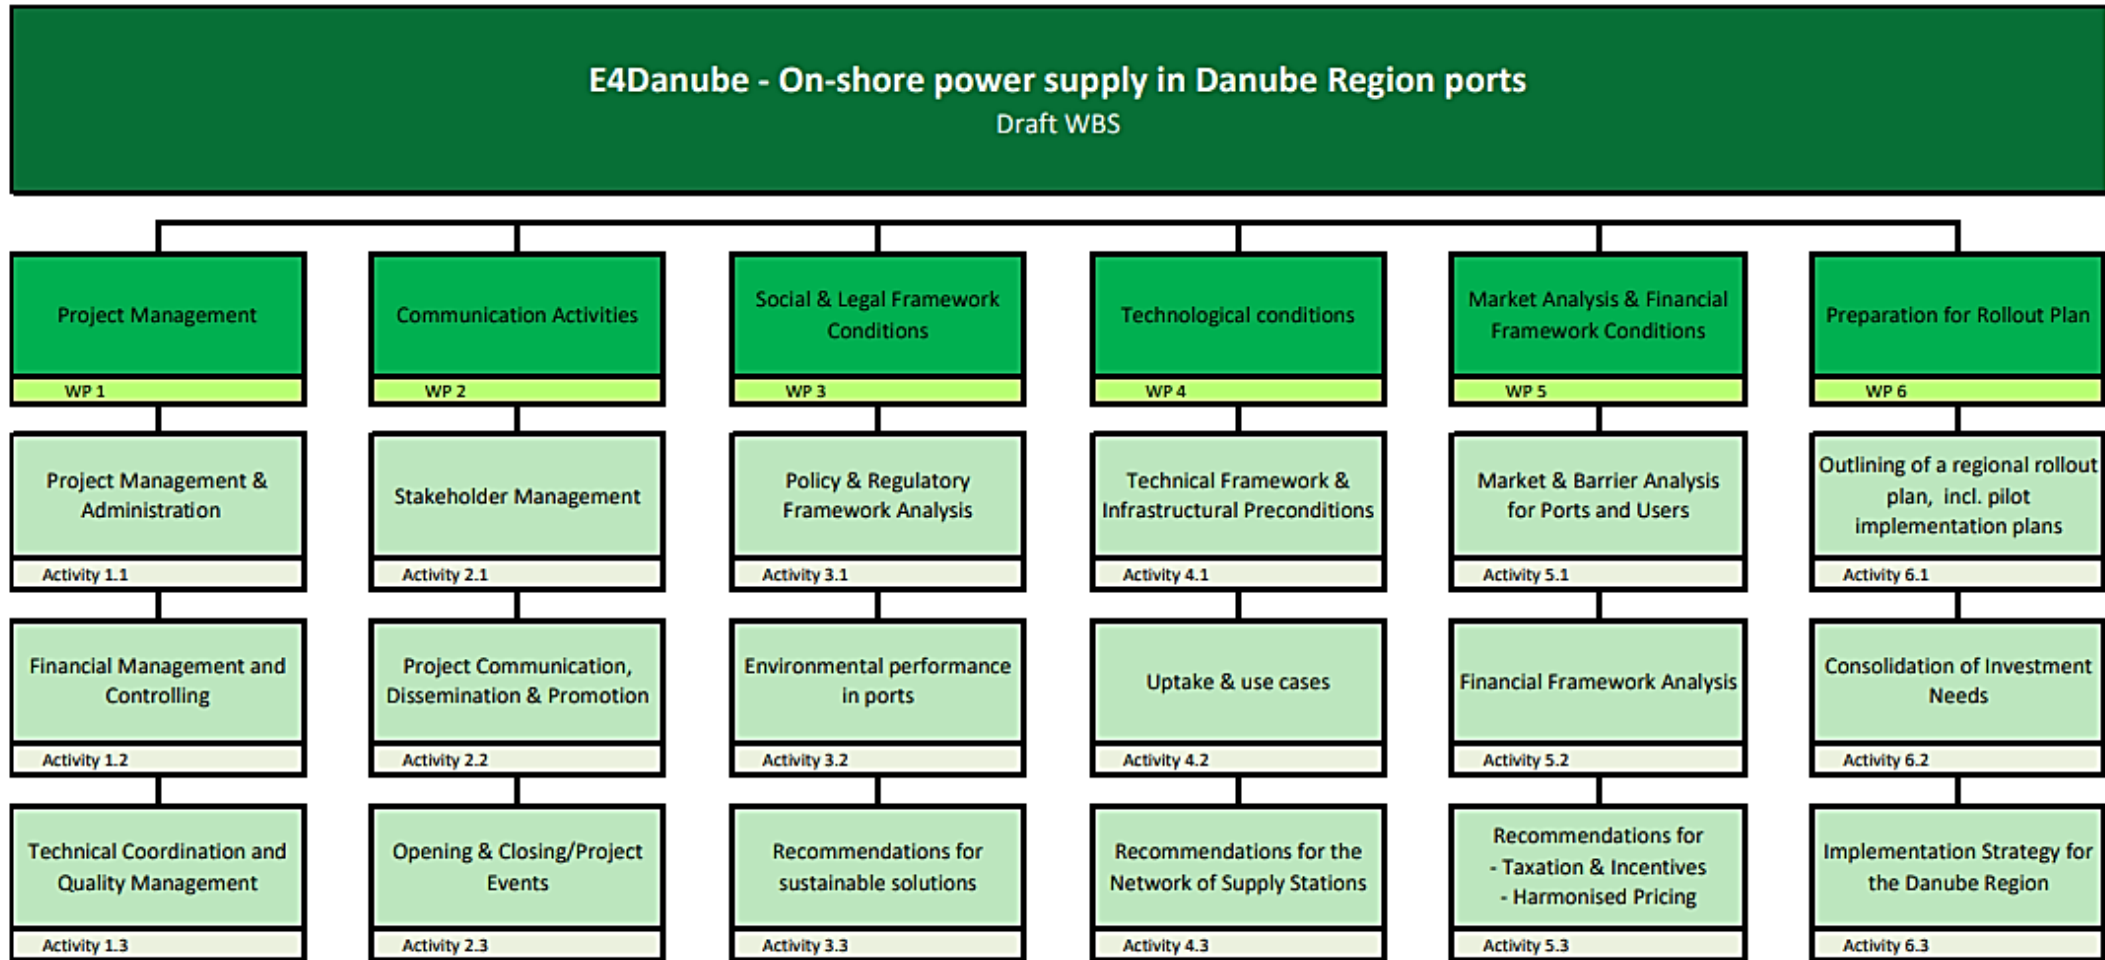 E4Danube - On-shore power supply in Danube Region ports
Draft WBS
Project Management
WP 1
Communication Activities
WP 2
Social & Legal Framework
Conditions
WP 3
Technological conditions
WP 4
Market Analysis & Financial
Framework Conditions
WP 5
Preparation for Rollout Plan
WP 6
Project Management &
Administration
Activity 1.1
Stakeholder Management
Activity 2.1
Policy & Regulatory
Framework Analysis
Activity 3.1
Technical Framework &
Infrastructural Preconditions
Activity 4.1
Market & Barrier Analysis
for Ports and Users
Activity 5.1
Outlining of a regional rollout
plan, incl. pilot
implementation plans
Activity 6.1
Financial Management and
Controlling
Activity 1.2
Project Communication,
Dissemination & Promotion
Activity 2.2
Environmental performance
in ports
Activity 3.2
Uptake & use cases
Activity 4.2
Financial Framework Analysis
Activity 5.2
Consolidation of Investment
Needs
Activity 6.2
Technical Coordination and
Quality Management
Activity 1.3
Opening & Closing/Project
Events
Activity 2.3
Recommendations for
sustainable solutions
Activity 3.3
Recommendations for the
Network of Supply Stations
Activity 4.3
Recommendations for
- Taxation & Incentives
- Harmonised Pricing
Activity 5.3
Implementation Strategy for
the Danube Region
Activity 6.3